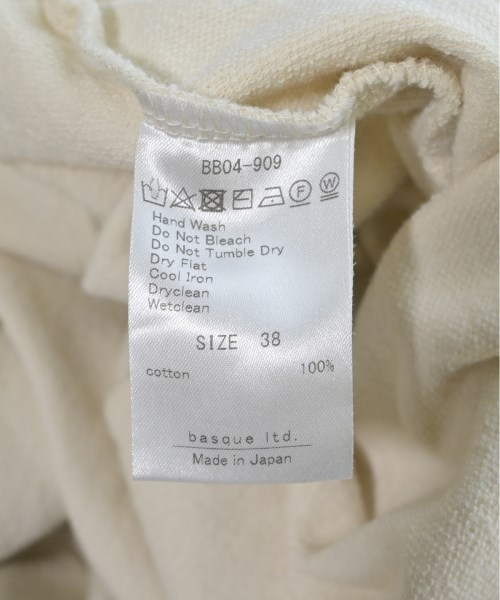 BB04-909
Hand Wash
Do Not Bleach
Do Not Tumble Dry
Dry Flat
Cool Iron
Dryclean
Wetclean
SIZE 38
cotton 100%
basque ltd.
Made in Japan